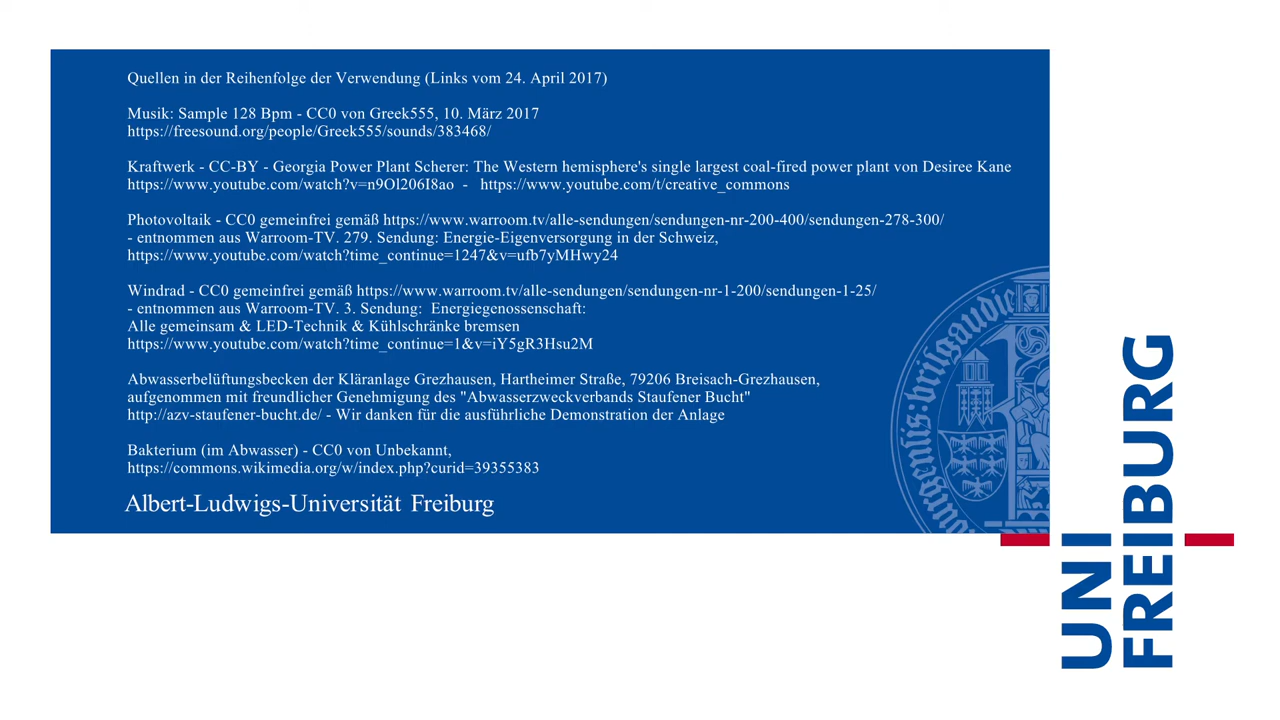 Quellen in der Reihenfolge der Verwendung (Links vom 24. April 2017)
Musik: Sample 128 Bpm - CC0 von Greek555, 10. März 2017
https://freesound.org/people/Greek555/sounds/383468/
Kraftwerk - CC-BY - Georgia Power Plant Scherer: The Western hemisphere's single largest coal-fired power plant von Desiree Kane
https://www.youtube.com/watch?v=n9Ol206I8ao - https://www.youtube.com/t/creative_commons
Photovoltaik - CC0 gemeinfrei gemäß https://www.warroom.tv/alle-sendungen/sendungen-nr-200-400/sendungen-278-300/
- entnommen aus Warroom-TV. 279. Sendung: Energie-Eigenversorgung in der Schweiz,
https://www.youtube.com/watch?time_continue=1247&v=ufb7yMHwy24
Windrad - CC0 gemeinfrei gemäß https://www.warroom.tv/alle-sendungen/sendungen-nr-1-200/sendungen-1-25/
- entnommen aus Warroom-TV. 3. Sendung: Energiegenossenschaft:
Alle gemeinsam & LED-Technik & Kühlschränke bremsen
https://www.youtube.com/watch?time_continue=1&v=iY5gR3Hsu2M
Abwasserbelüftungsbecken der Kläranlage Grezhausen, Hartheimer Straße, 79206 Breisach-Grezhausen,
aufgenommen mit freundlicher Genehmigung des "Abwasserzweckverbands Staufener Bucht"
http://azv-staufener-bucht.de/ - Wir danken für die ausführliche Demonstration der Anlage
Bakterium (im Abwasser) - CC0 von Unbekannt,
https://commons.wikimedia.org/w/index.php?curid=39355383
Albert-Ludwigs-Universität Freiburg
UNI
FREIBURG